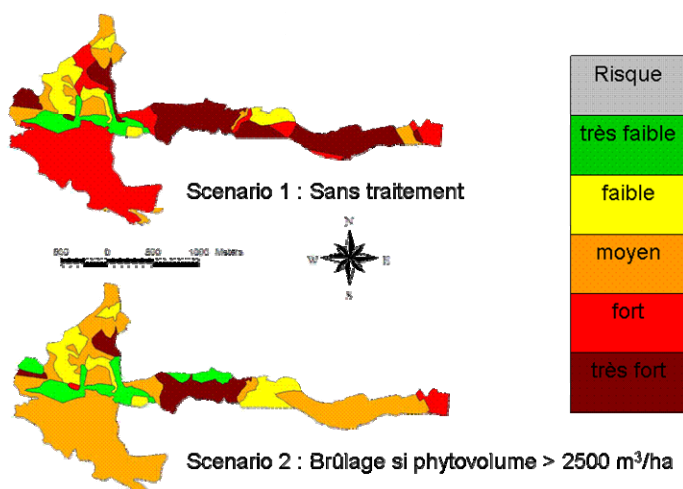 Risque
très faible
faible
moyen
fort
très fort
Scenario 1 : Sans traitement
500 0 500 1000 Meters
N
W E
S
Scenario 2 : Brûlage si phytovolume > 2500 m³/ha